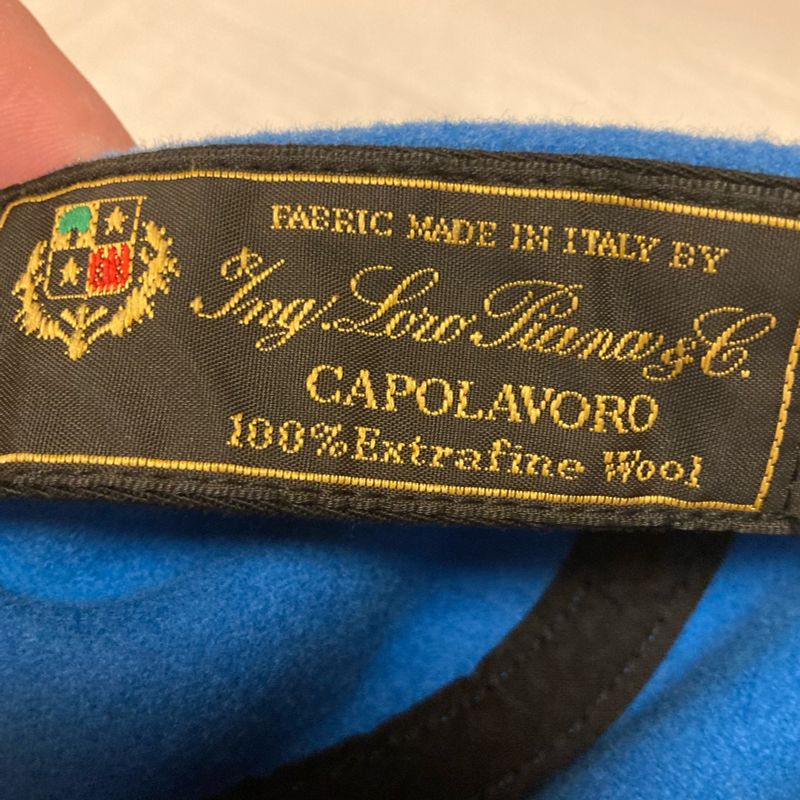 FABRIC MADE IN ITALY BY
Ing. Loro Piana & C.
CAPOLAVORO
100% Extrafine Wool